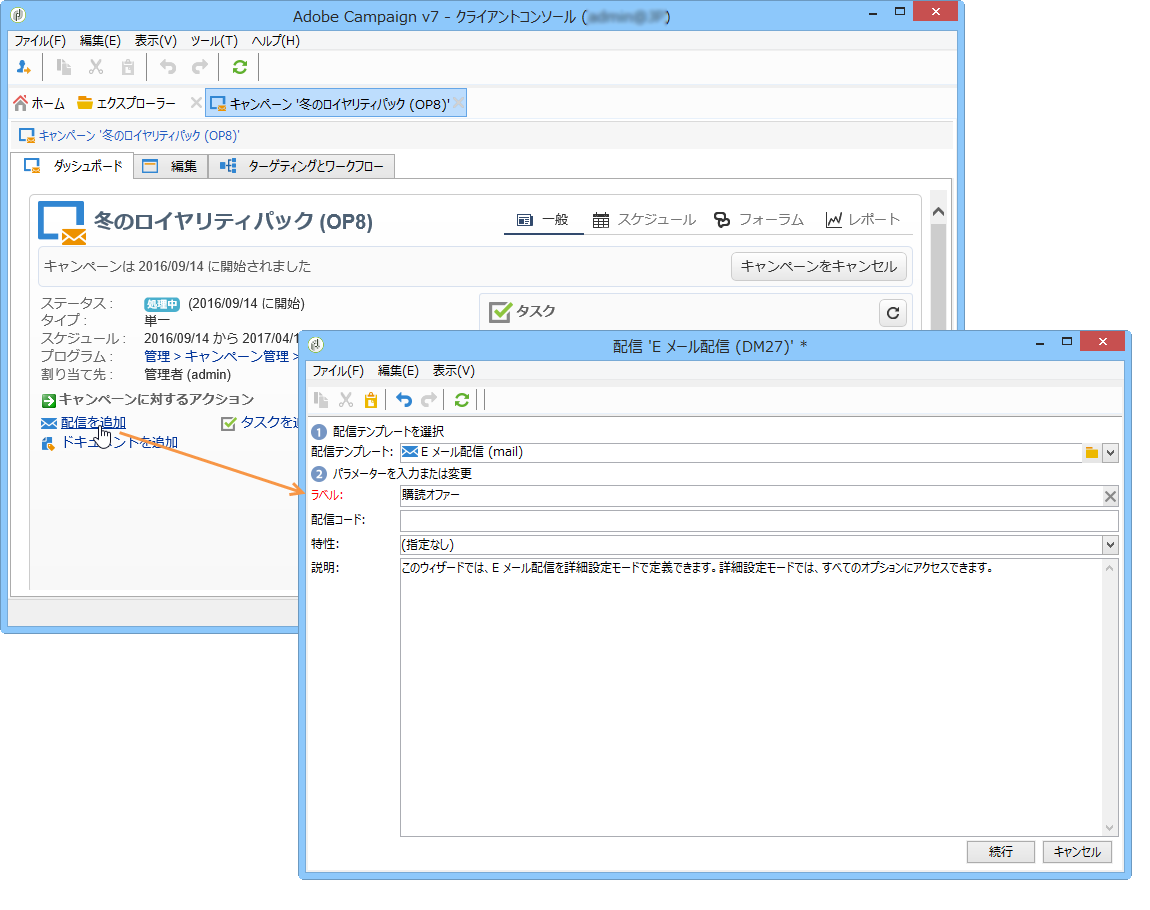 Adobe Campaign v7 - クライアントコンソール (
ファイル(F) 編集(E) 表示(V) ツール(T) ヘルプ(H)
ホーム エクスプローラー キャンペーン '冬のロイヤリティパック (OP8)'
キャンペーン '冬のロイヤリティパック (OP8)'
ダッシュボード 編集 ターゲティングとワークフロー
冬のロイヤリティパック (OP8) 一般 スケジュール フォーラム レポート
キャンペーンは 2016/09/14 に開始されました キャンペーンをキャンセル
ステータス : 処理中 (2016/09/14 に開始) タスク
タイプ : 単一
スケジュール : 2016/09/14 から 2017/04/1
プログラム : 管理 > キャンペーン管理 >
割り当て先 : 管理者 (admin)
キャンペーンに対するアクション
配信を追加 タスクを追
ドキュメントを追加
配信 'E メール配信 (DM27)' *
ファイル(F) 編集(E) 表示(V)
1 配信テンプレートを選択
配信テンプレート: E メール配信 (mail)
2 パラメーターを入力または変更
ラベル: 購読オファー
配信コード:
特性: (指定なし)
説明: このウィザードでは、E メール配信を詳細設定モードで定義できます。詳細設定モードでは、すべてのオプションにアクセスできます。
続行 キャンセル